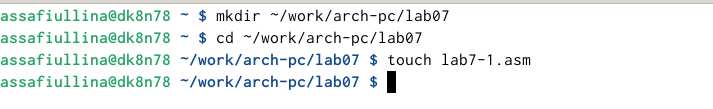 assafiullina@dk8n78 ~ $ mkdir ~/work/arch-pc/lab07
assafiullina@dk8n78 ~ $ cd ~/work/arch-pc/lab07
assafiullina@dk8n78 ~/work/arch-pc/lab07 $ touch lab7-1.asm
assafiullina@dk8n78 ~/work/arch-pc/lab07 $